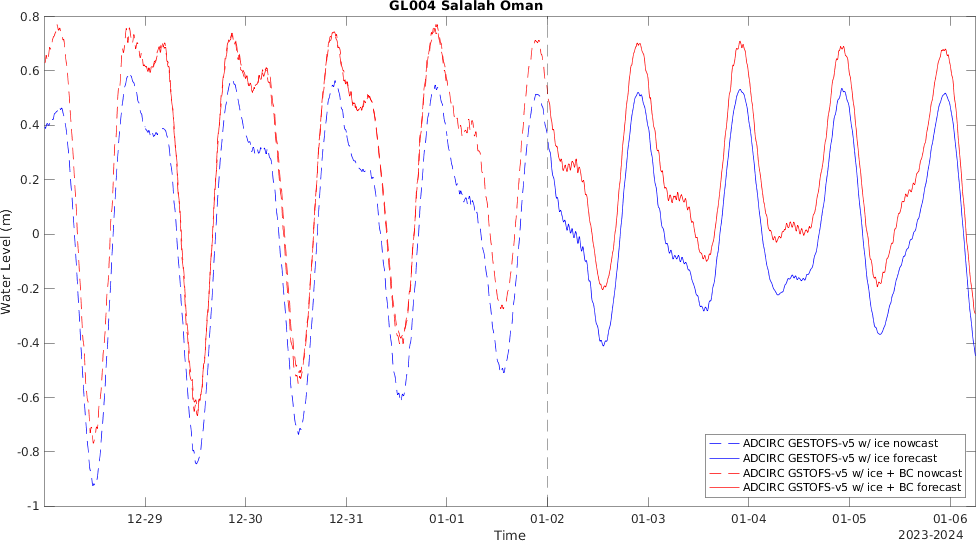 GL004 Salalah Oman
0.8
0.6
0.4
0.2
0
-0.2
-0.4
-0.6
-0.8
-1
Water Level (m)
12-29
12-30
12-31
01-01
01-02
01-03
01-04
01-05
01-06
Time
2023-2024
ADCIRC GESTOFS-v5 w/ ice nowcast
ADCIRC GESTOFS-v5 w/ ice forecast
ADCIRC GSTOFS-v5 w/ ice + BC nowcast
ADCIRC GSTOFS-v5 w/ ice + BC forecast